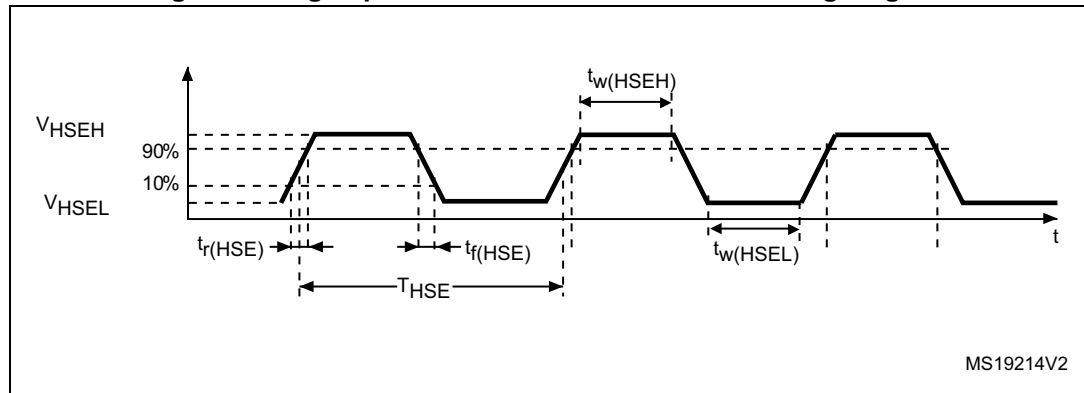 tw(HSEH)
VHSEH
90%
10%
VHSEL
tr(HSE)
tf(HSE)
tw(HSEL)
t
THSE
MS19214V2